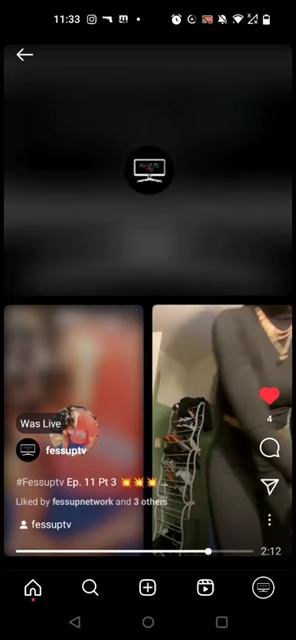 11:33
Was Live
fessuptv
#Fessuptv Ep. 11 Pt 3 💥💥💥 ...
Liked by fessupnetwork and 3 others
fessuptv
4
2:12